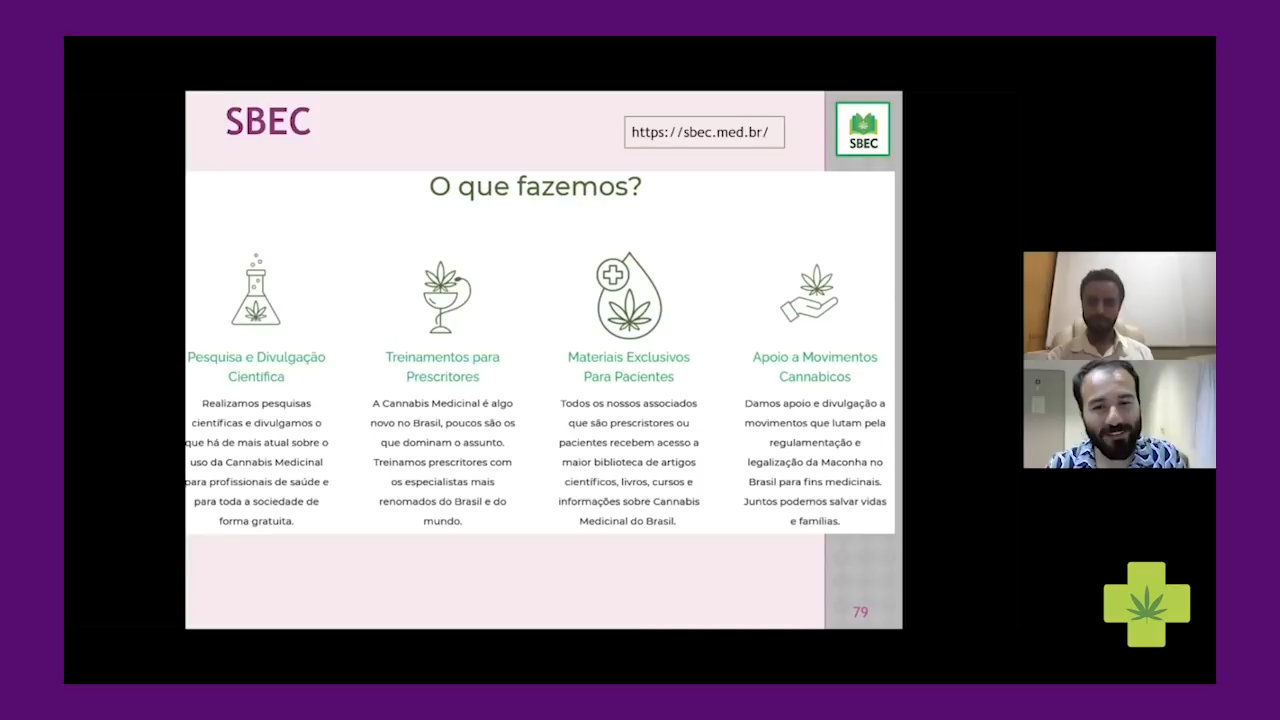 SBEC
https://sbec.med.br/
SBEC
O que fazemos?
Pesquisa e Divulgação
Científica
Realizamos pesquisas
científicas e divulgamos o
que há de mais atual sobre o
uso da Cannabis Medicinal
para profissionais de saúde e
para toda a sociedade de
forma gratuita.
Treinamentos para
Prescritores
A Cannabis Medicinal é algo
novo no Brasil, poucos são os
que dominam o assunto.
Treinamos prescritores com
os especialistas mais
renomados do Brasil e do
mundo.
Materiais Exclusivos
Para Pacientes
Todos os nossos associados
que são prescristores ou
pacientes recebem acesso a
maior biblioteca de artigos
científicos, livros, cursos e
informações sobre Cannabis
Medicinal do Brasil.
Apoio a Movimentos
Cannabicos
Damos apoio e divulgação a
movimentos que lutam pela
regulamentação e
legalização da Maconha no
Brasil para fins medicinais.
Juntos podemos salvar vidas
e famílias.
79